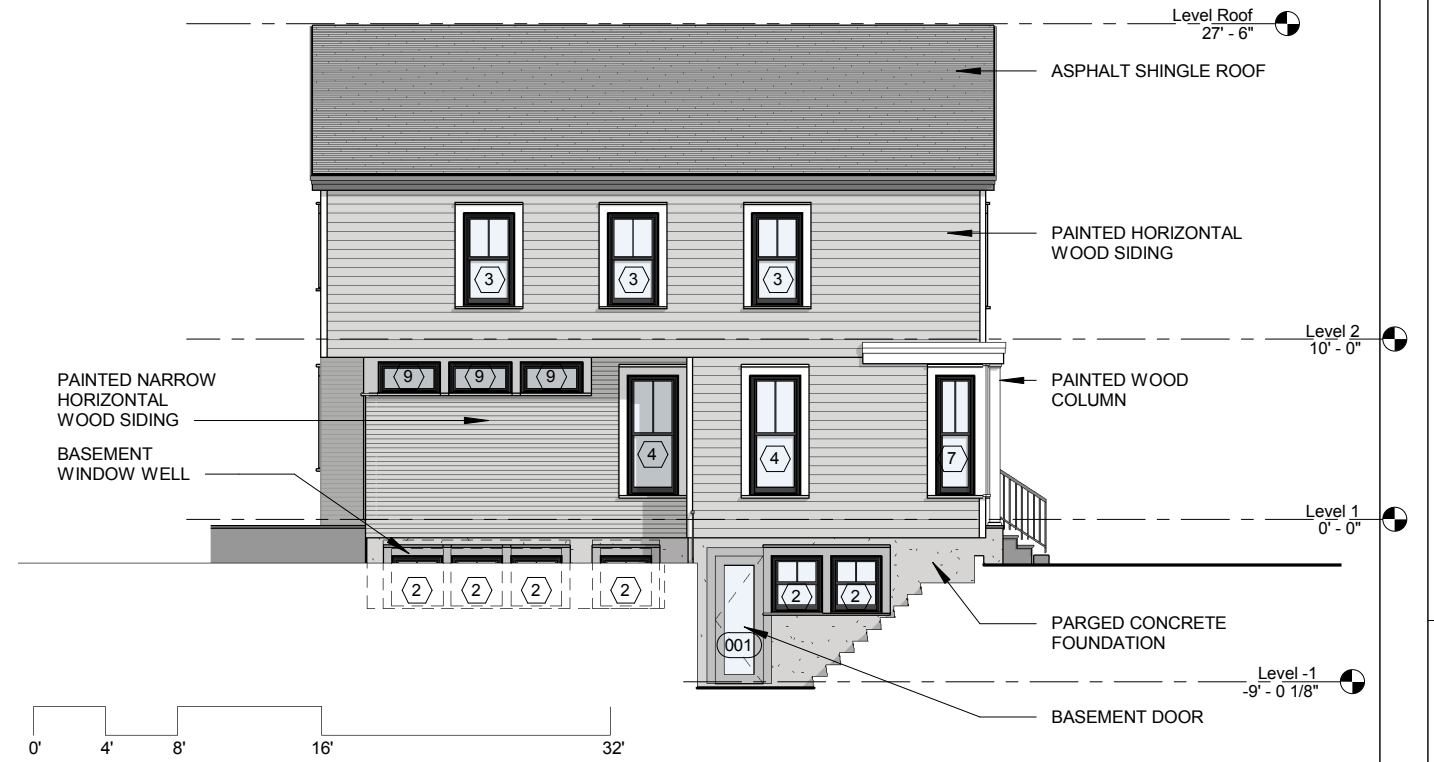 Level Roof
27' - 6"
ASPHALT SHINGLE ROOF
PAINTED HORIZONTAL
WOOD SIDING
3
3
3
Level 2
10' - 0"
9
9
9
PAINTED NARROW
HORIZONTAL
WOOD SIDING
PAINTED WOOD
COLUMN
BASEMENT
WINDOW WELL
4
4
7
Level 1
0' - 0"
2
2
2
2
2
2
001
PARGED CONCRETE
FOUNDATION
Level -1
-9' - 0 1/8"
BASEMENT DOOR
0'
4'
8'
16'
32'